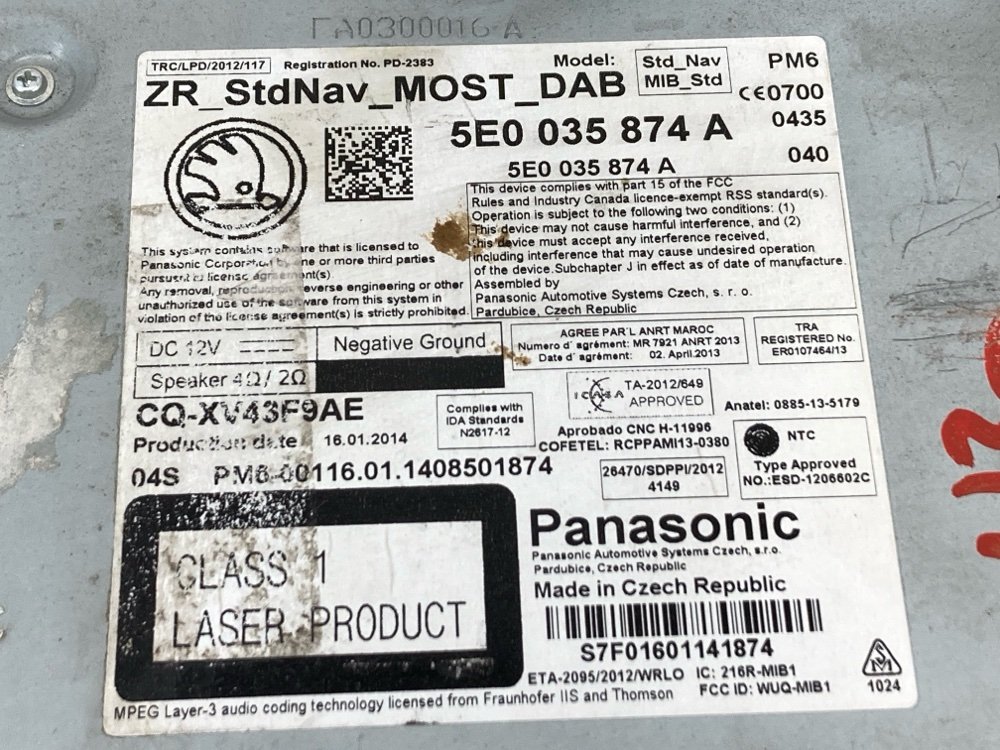 FA0300016-A
TRC/LPD/2012/117 Registration No. PD-2383
Model: Std_Nav MIB_Std
PM6
ZR_StdNav_MOST_DAB
CE0700
0435
5E0 035 874 A
5E0 035 874 A
040
This device complies with part 15 of the FCC
Rules and Industry Canada licence-exempt RSS standard(s).
Operation is subject to the following two conditions: (1)
This device may not cause harmful interference, and (2)
this device must accept any interference received,
including interference that may cause undesired operation
of the device.Subchapter J in effect as of date of manufacture.
Assembled by
Panasonic Automotive Systems Czech, s. r. o.
Pardubice, Czech Republic
This system contains software that is licensed to
Panasonic Corporation by one or more third parties
pursuant to license agreement(s).
Any removal, reproduction, reverse engineering or other
unauthorized use of the software from this system in
violation of the license agreement(s) is strictly prohibited.
DC 12V
Negative Ground
Speaker 4Ω/ 2Ω
AGREE PAR'L ANRT MAROC
Numero d´agrément: MR 7921 ANRT 2013
Date d´agrément: 02. April.2013
TRA
REGISTERED No.
ER0107464/13
ICASA
TA-2012/649
APPROVED
Anatel: 0885-13-5179
CQ-XV43F9AE
Production date 16.01.2014
Complies with
IDA Standards
N2617-12
Aprobado CNC H-11996
COFETEL: RCPPAMI13-0380
NTC
Type Approved
NO.:ESD-1206602C
04S PM6-00116.01.1408501874
26470/SDPPI/2012
4149
CLASS 1
LASER PRODUCT
Panasonic
Panasonic Automotive Systems Czech, s.r.o.
Pardubice, Czech Republic
Made in Czech Republic
S7F01601141874
ETA-2095/2012/WRLO IC: 216R-MIB1
FCC ID: WUQ-MIB1
1024
MPEG Layer-3 audio coding technology licensed from Fraunhofer IIS and Thomson